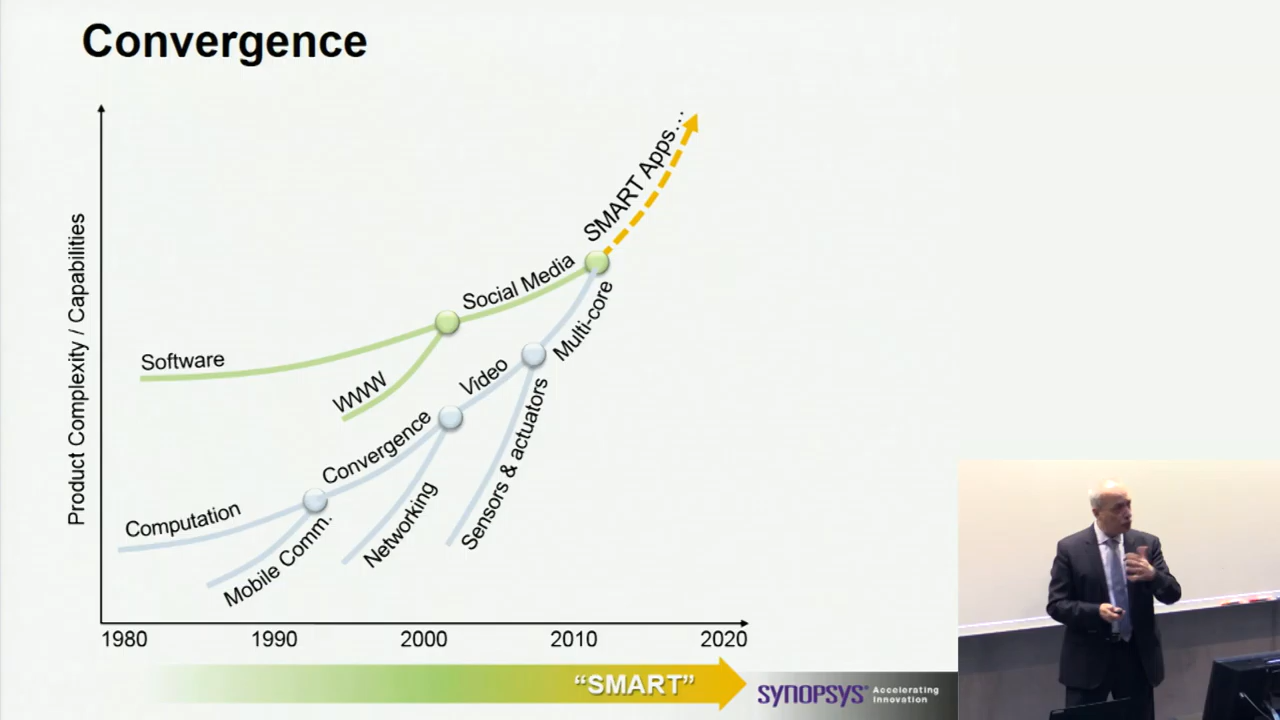 Convergence
Product Complexity / Capabilities
SMART Apps...
Social Media
Software
WWW
Multi-core
Video
Convergence
Sensors & actuators
Computation
Networking
Mobile Comm.
1980 1990 2000 2010 2020
“SMART”
SYNOPSYS® Accelerating
Innovation